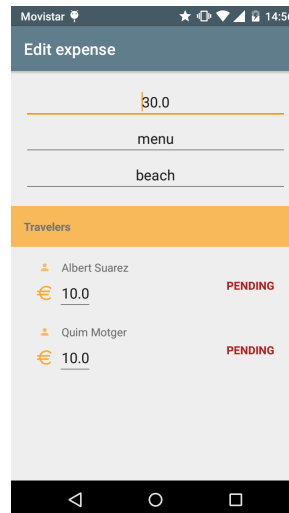 Movistar 14:56
Edit expense
30.0
menu
beach
Travelers
Albert Suarez
€ 10.0
PENDING
Quim Motger
€ 10.0
PENDING